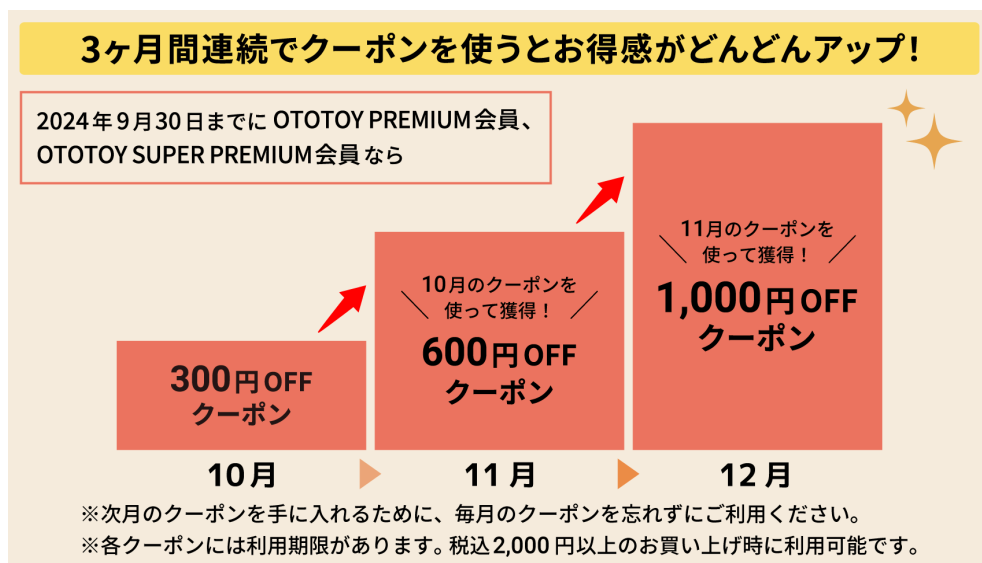 3ヶ月間連続でクーポンを使うとお得感がどんどんアップ!
2024年9月30日までに OTOTOY PREMIUM会員、
OTOTOY SUPER PREMIUM会員なら
300円OFF
クーポン
10月のクーポンを
使って獲得!
600円OFF
クーポン
11月のクーポンを
使って獲得!
1,000円OFF
クーポン
10月
11月
12月
※次月のクーポンを手に入れるために、毎月のクーポンを忘れずにご利用ください。
※各クーポンには利用期限があります。税込2,000円以上のお買い上げ時に利用可能です。